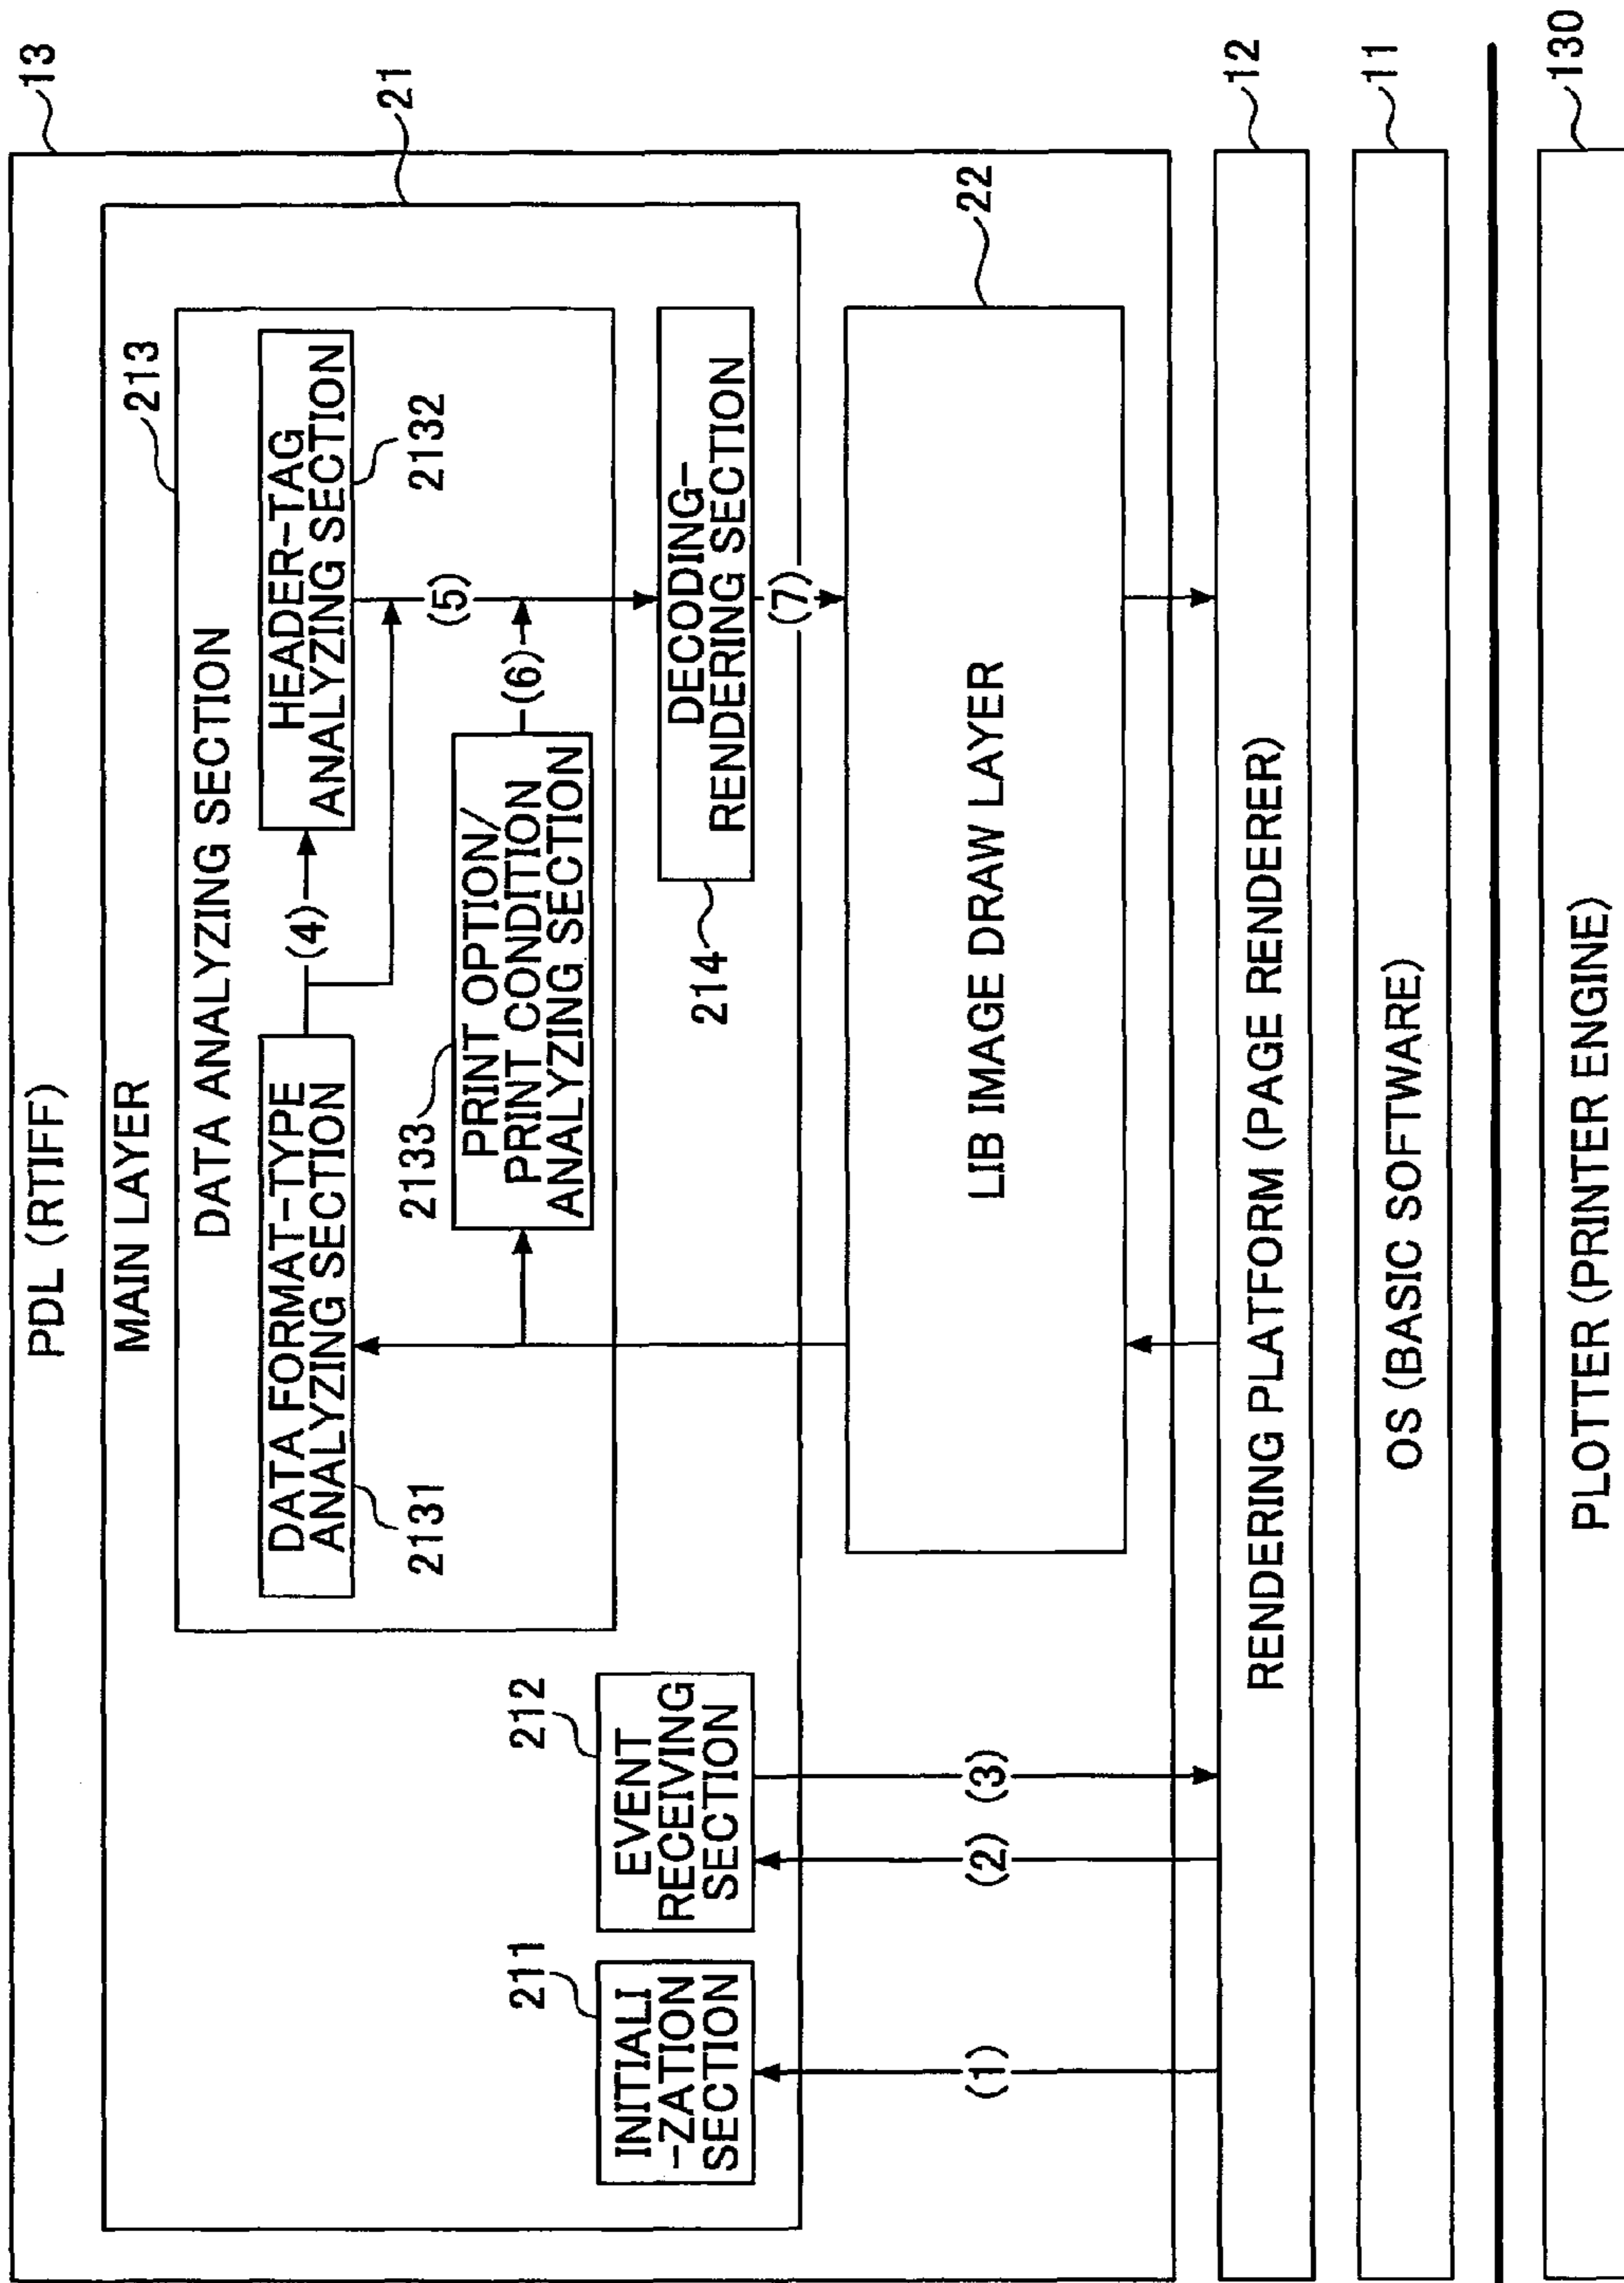 13
PDL (RTIFF)
21
MAIN LAYER
213
DATA ANALYZING SECTION
DATA FORMAT-TYPE
ANALYZING SECTION
2131
(4)
HEADER-TAG
ANALYZING SECTION
2132
(5)
2133
PRINT OPTION/
PRINT CONDITION
ANALYZING SECTION
(6)
211
INITIALI
-ZATION
SECTION
212
EVENT
RECEIVING
SECTION
214
DECODING-
RENDERING SECTION
(7)
(1)
(2)
(3)
22
LIB IMAGE DRAW LAYER
12
RENDERING PLATFORM (PAGE RENDERER)
11
OS (BASIC SOFTWARE)
130
PLOTTER (PRINTER ENGINE)